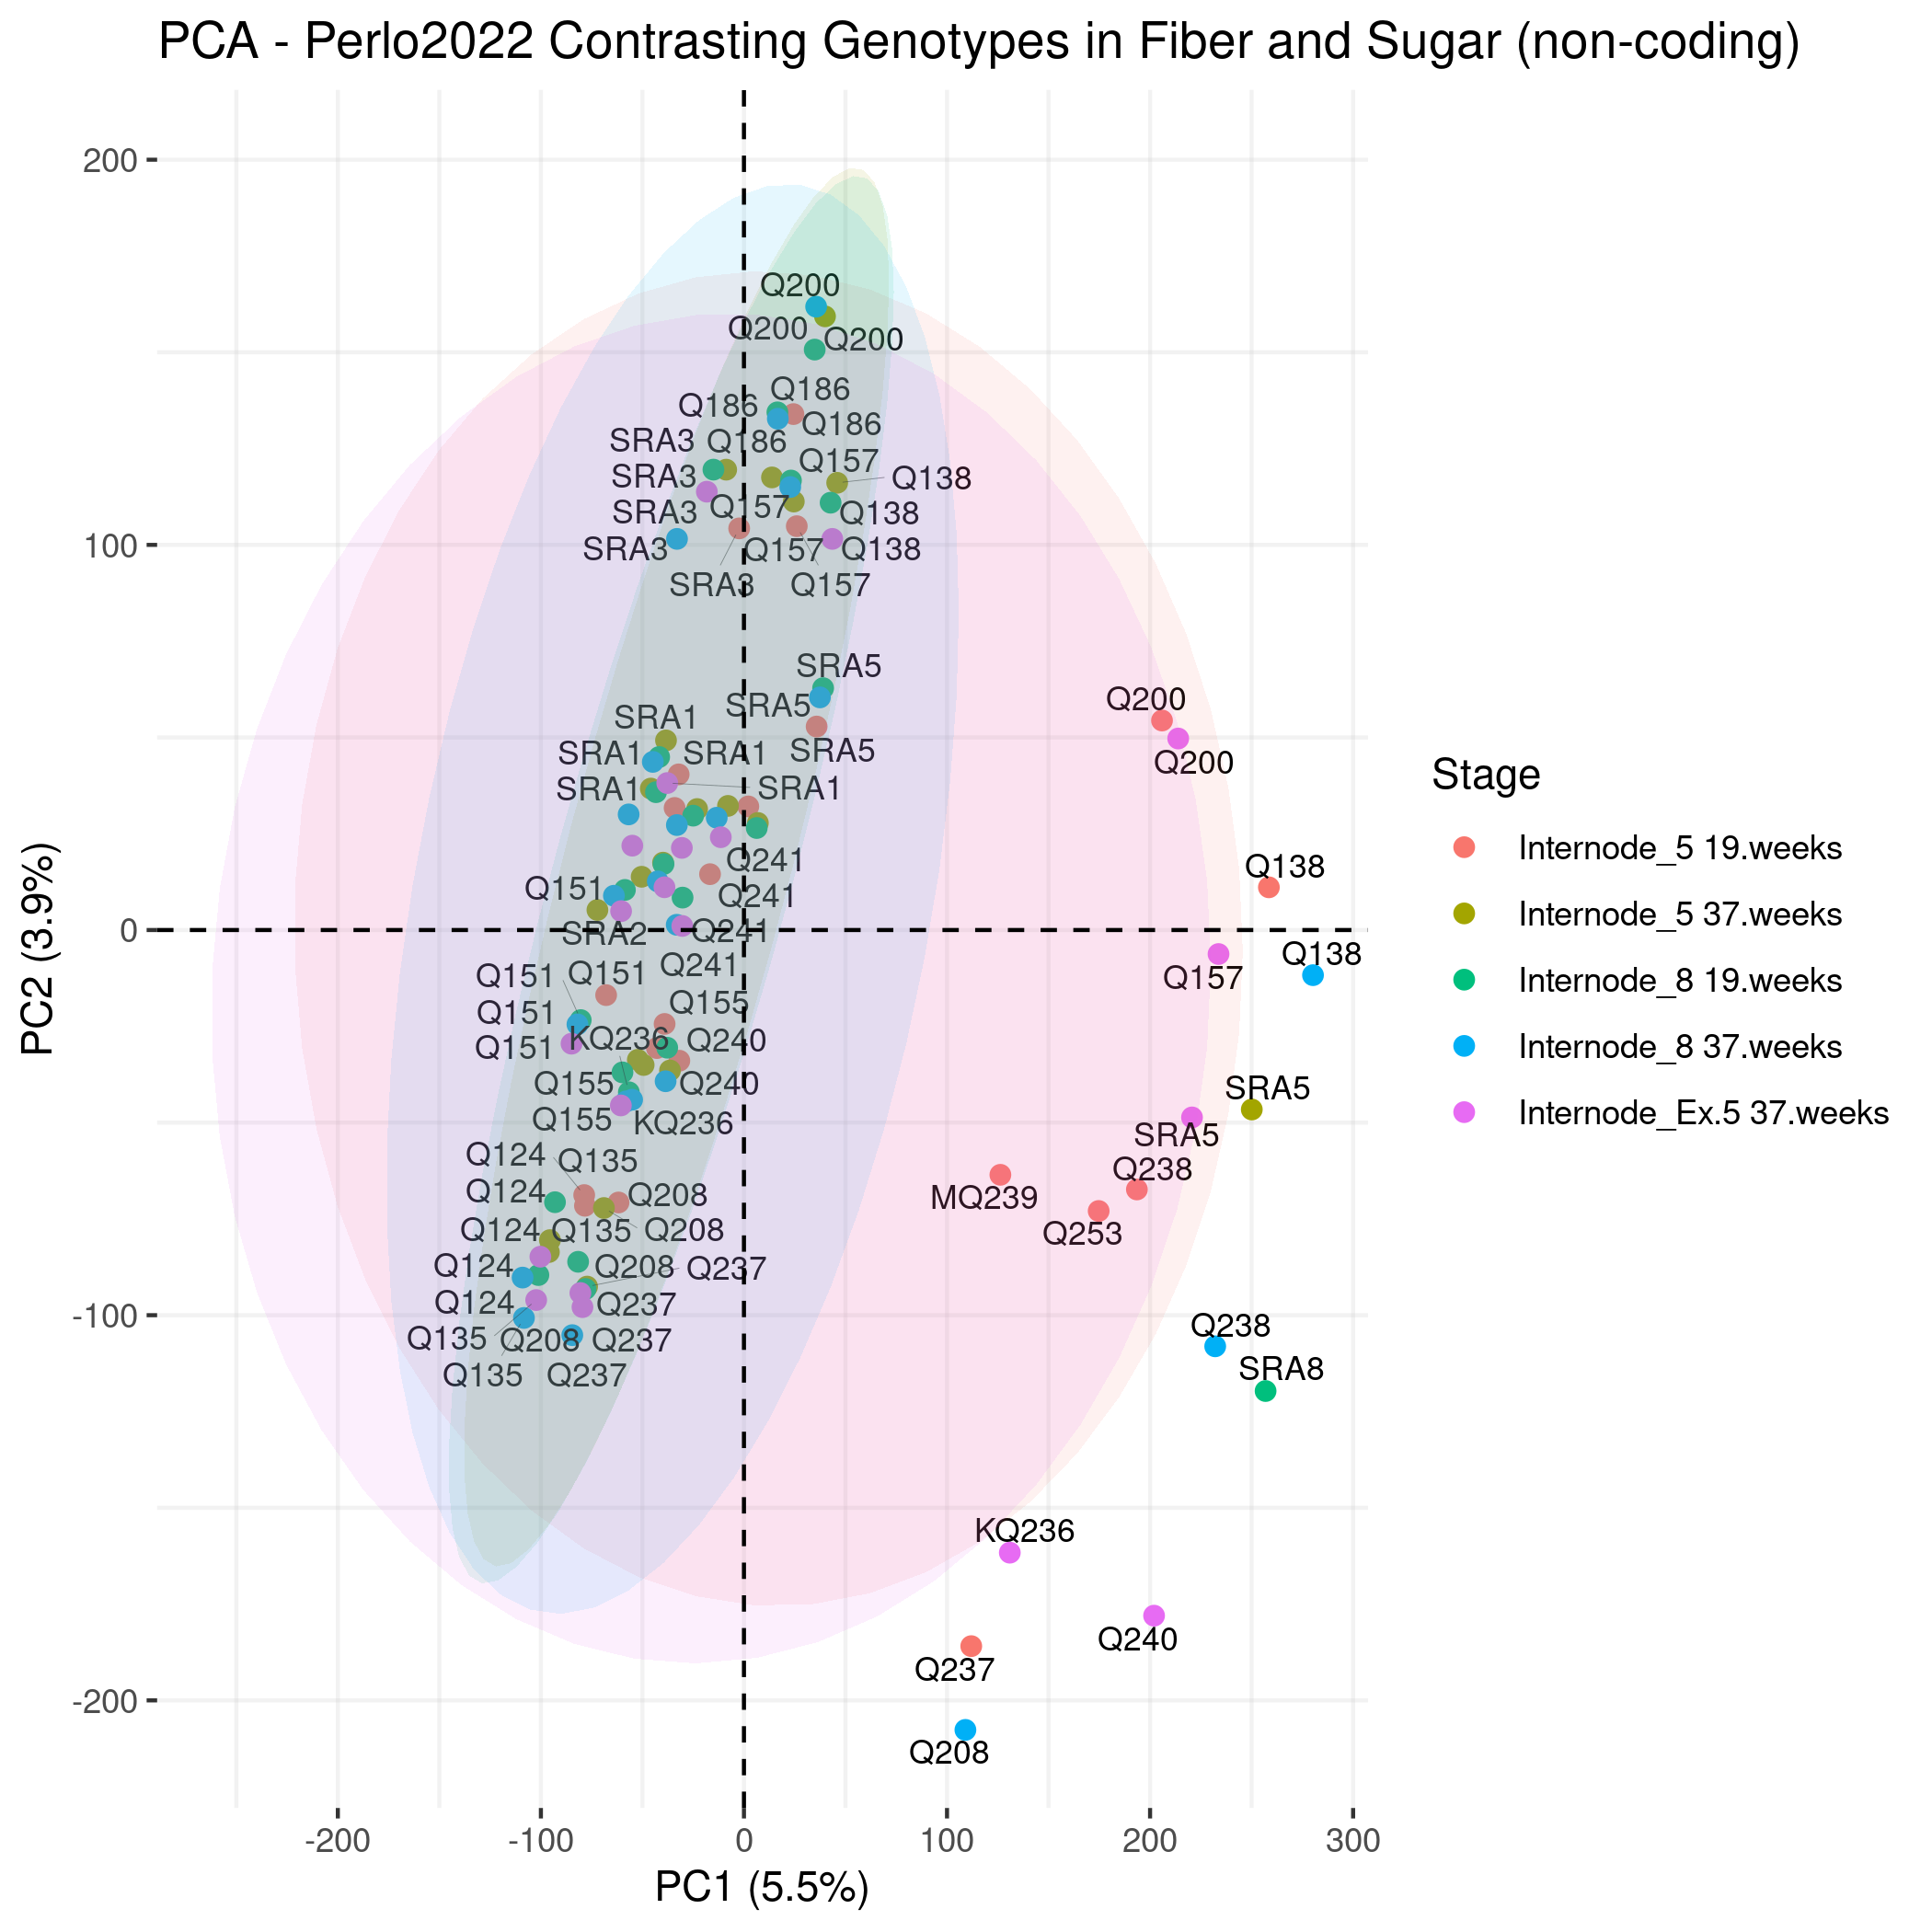 PCA - Perlo2022 Contrasting Genotypes in Fiber and Sugar (non-coding)
200
Q200
Q200
Q200
Q186
Q186
Q186
SRA3
Q186
Q157
SRA3
Q138
Q157
SRA3
Q138
SRA3
Q157
Q138
100
SRA3
Q157
SRA5
Q200
SRA5
SRA1
SRA5
SRA1
SRA1
Q200
SRA1
SRA1
Stage
Internode_5 19.weeks
Internode_5 37.weeks
Internode_8 19.weeks
Internode_8 37.weeks
Internode_Ex.5 37.weeks
Q241
Q138
Q151
Q241
0
SRA2
Q241
Q138
Q241
Q157
Q151
Q151
Q155
Q151
KQ236
Q240
Q151
Q155
Q240
SRA5
Q155
KQ236
SRA5
Q124
Q135
Q238
Q124
Q208
MQ239
Q124
Q135
Q208
Q253
Q124
Q208
Q237
Q124
Q237
-100
Q135
Q208
Q237
Q238
Q135
Q237
SRA8
KQ236
Q240
Q237
-200
Q208
-200
-100
0
100
200
300
PC1 (5.5%)
PC2 (3.9%)